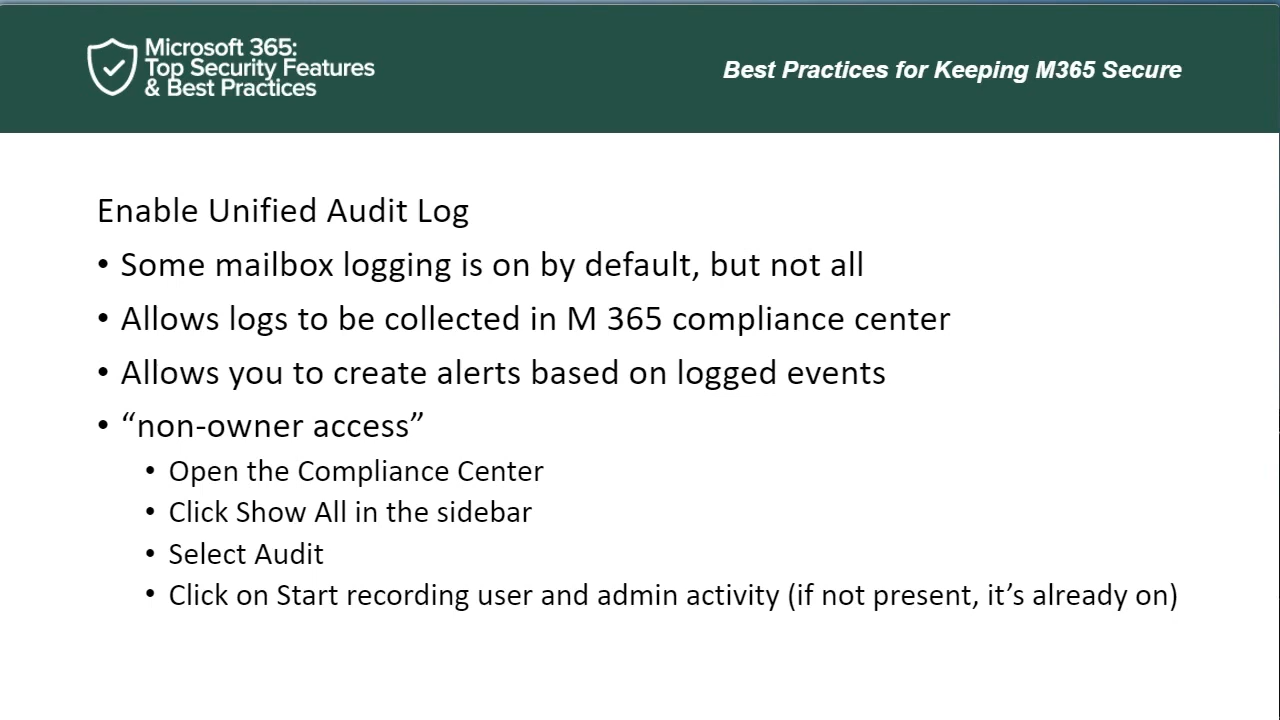 Microsoft 365:
Top Security Features
& Best Practices
Best Practices for Keeping M365 Secure
Enable Unified Audit Log
• Some mailbox logging is on by default, but not all
• Allows logs to be collected in M 365 compliance center
• Allows you to create alerts based on logged events
• “non-owner access”
• Open the Compliance Center
• Click Show All in the sidebar
• Select Audit
• Click on Start recording user and admin activity (if not present, it’s already on)